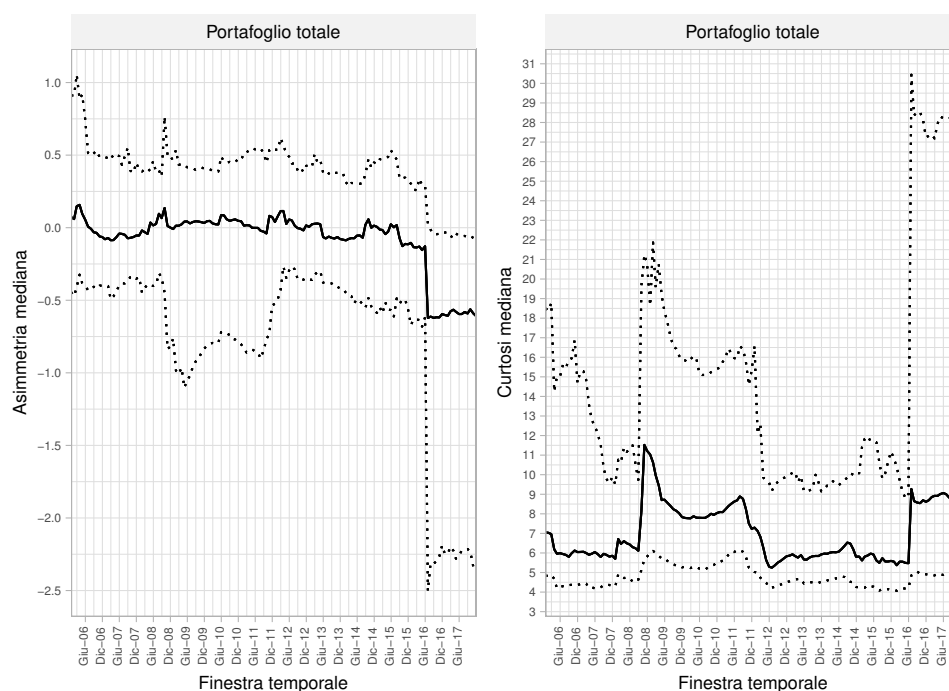 Portafoglio totale
Asimmetria mediana
1.0
0.5
0.0
−0.5
−1.0
−1.5
−2.0
−2.5
Giu−06
Dic−06
Giu−07
Dic−07
Giu−08
Dic−08
Giu−09
Dic−09
Giu−10
Dic−10
Giu−11
Dic−11
Giu−12
Dic−12
Giu−13
Dic−13
Giu−14
Dic−14
Giu−15
Dic−15
Giu−16
Dic−16
Giu−17
Finestra temporale
Portafoglio totale
Curtosi mediana
31
30
29
28
27
26
25
24
23
22
21
20
19
18
17
16
15
14
13
12
11
10
9
8
7
6
5
4
3
Giu−06
Dic−06
Giu−07
Dic−07
Giu−08
Dic−08
Giu−09
Dic−09
Giu−10
Dic−10
Giu−11
Dic−11
Giu−12
Dic−12
Giu−13
Dic−13
Giu−14
Dic−14
Giu−15
Dic−15
Giu−16
Dic−16
Giu−17
Finestra temporale